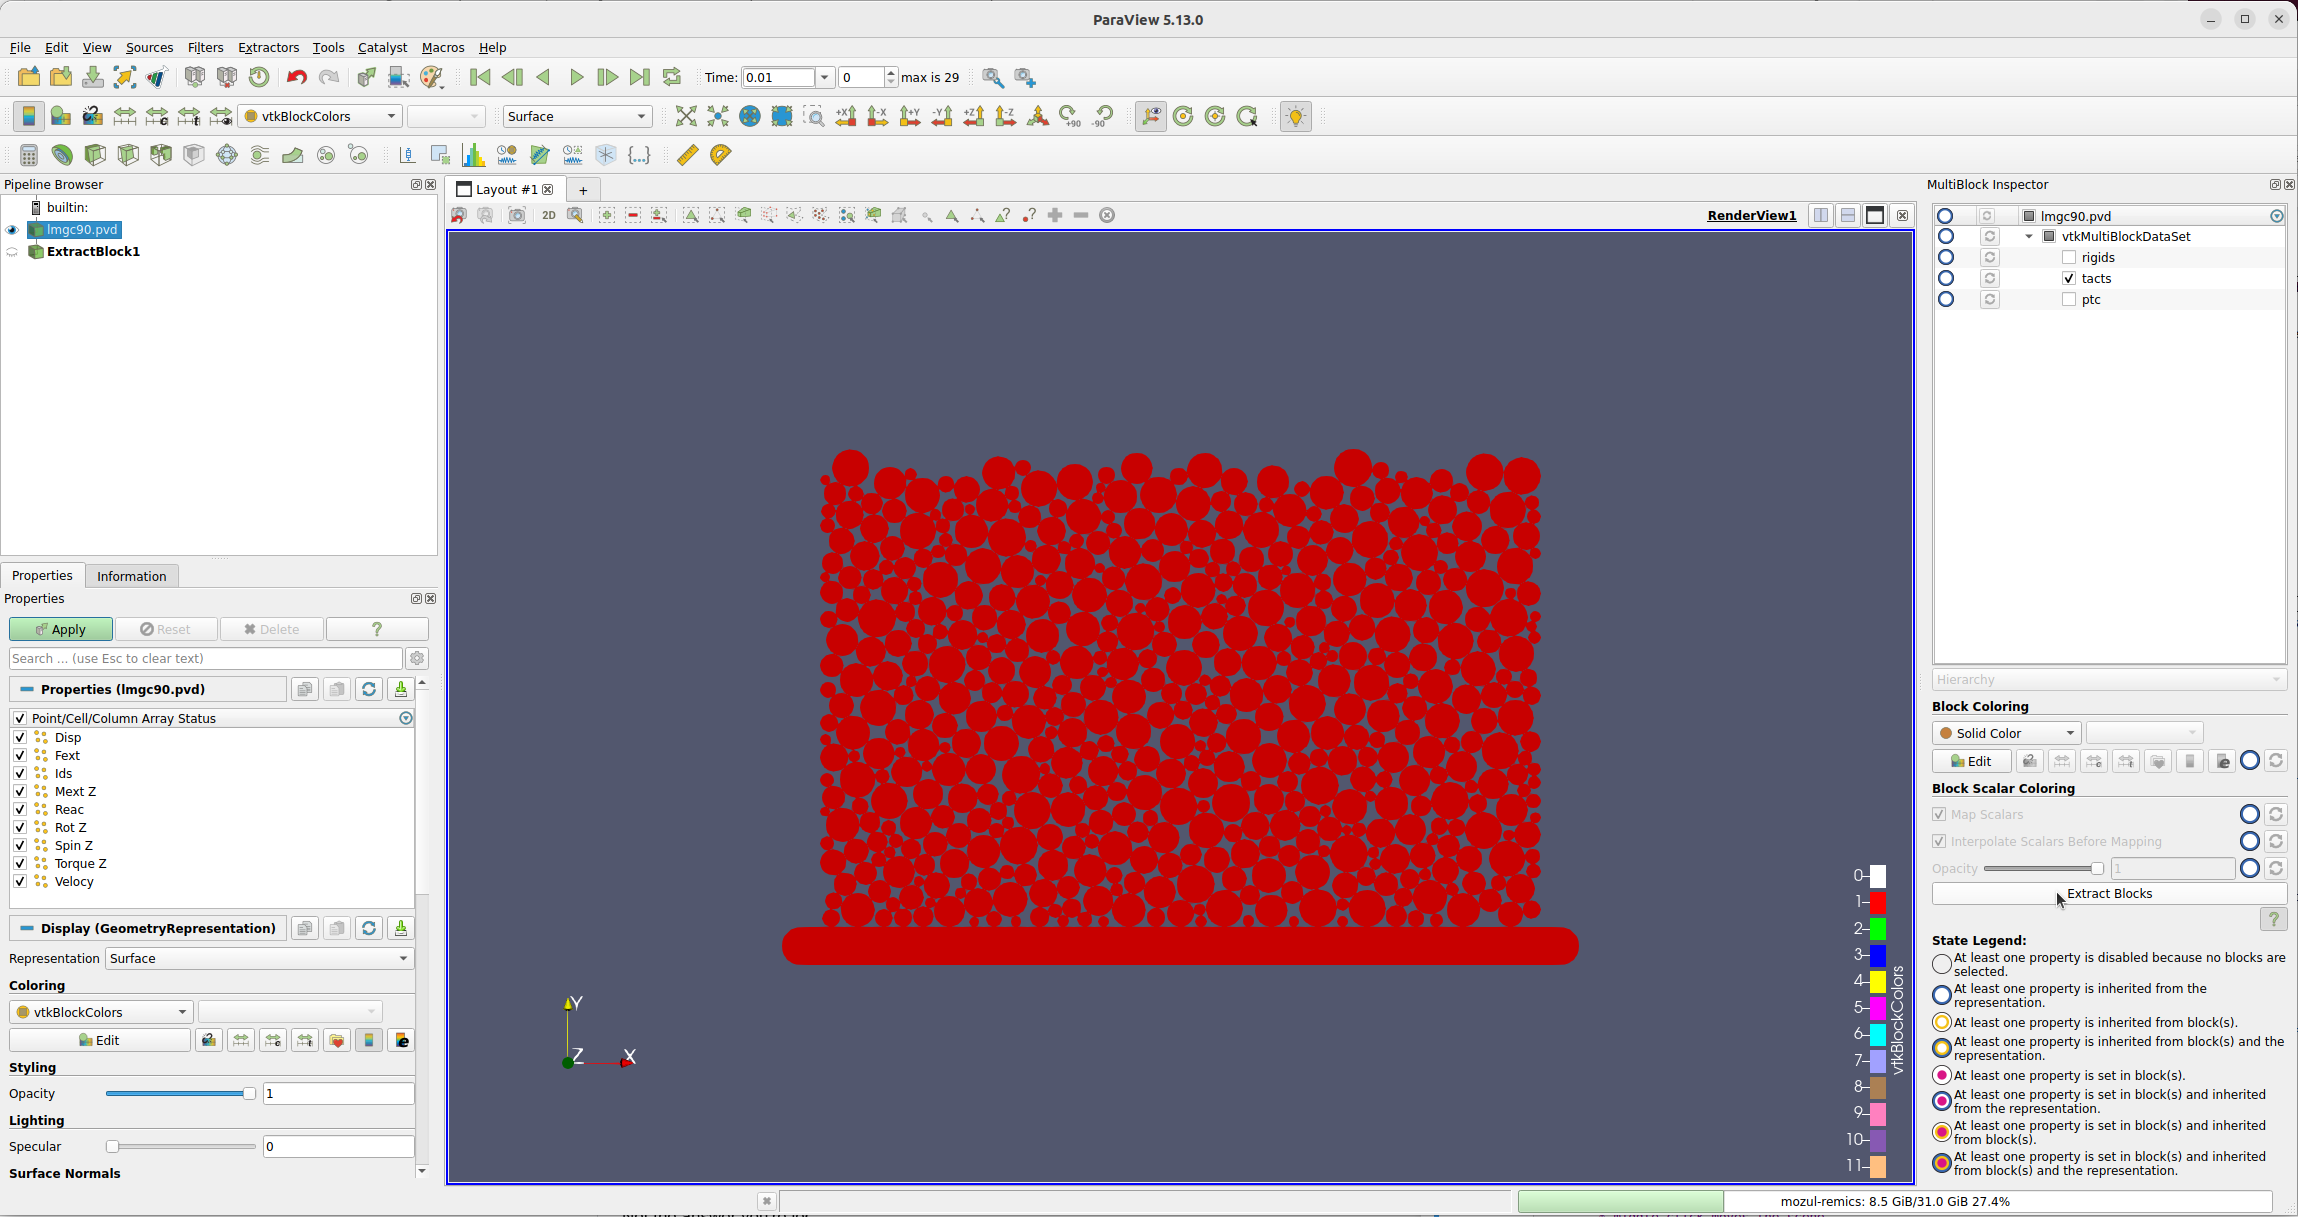 ParaView 5.13.0
File Edit View Sources Filters Extractors Tools Catalyst Macros Help
Time: 0.01 0 max is 29
vtkBlockColors Surface +X -X +Y -Y +Z -Z +90 -90
Pipeline Browser
builtin:
lmgc90.pvd
ExtractBlock1
Properties Information
Properties
Apply Reset Delete ?
Search ... (use Esc to clear text)
Properties (lmgc90.pvd)
Point/Cell/Column Array Status
Disp
Fext
Ids
Mext Z
Reac
Rot Z
Spin Z
Torque Z
Velocy
Display (GeometryRepresentation)
Representation Surface
Coloring
vtkBlockColors
Edit
Styling
Opacity 1
Lighting
Specular 0
Surface Normals
Layout #1 +
2D RenderView1
Y
Z X
0
1
2
3
4
5
6
7
8
9
10
11
vtkBlockColors
MultiBlock Inspector
lmgc90.pvd
vtkMultiBlockDataSet
rigids
tacts
ptc
Hierarchy
Block Coloring
Solid Color
Edit
Block Scalar Coloring
Map Scalars
Interpolate Scalars Before Mapping
Opacity 1
Extract Blocks
?
State Legend:
At least one property is disabled because no blocks are
selected.
At least one property is inherited from the
representation.
At least one property is inherited from block(s).
At least one property is inherited from block(s) and the
representation.
At least one property is set in block(s).
At least one property is set in block(s) and inherited
from the representation.
At least one property is set in block(s) and inherited
from block(s).
At least one property is set in block(s) and inherited
from block(s) and the representation.
mozul-remics: 8.5 GiB/31.0 GiB 27.4%